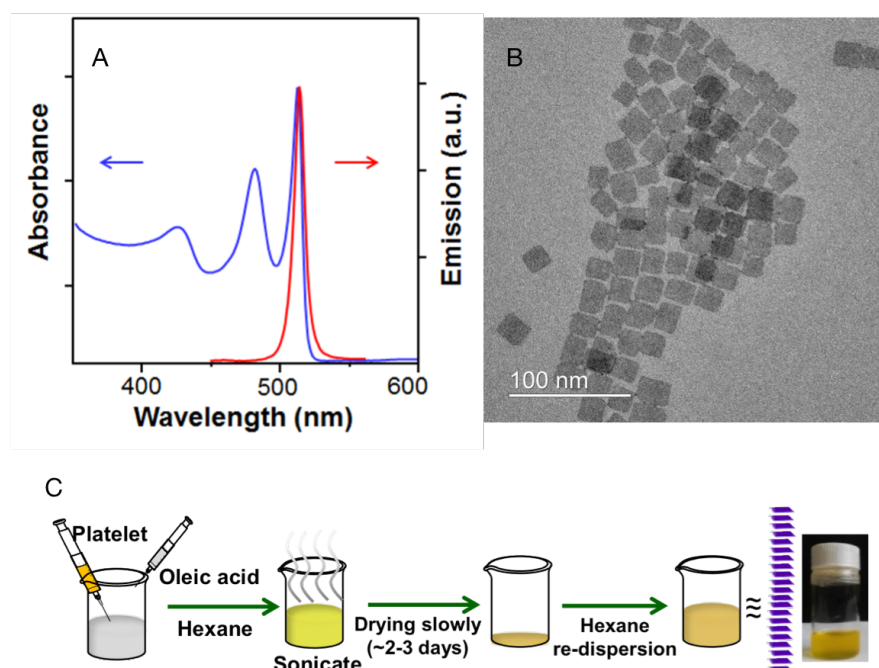 A
Absorbance
Emission (a.u.)
400
500
600
Wavelength (nm)
B
100 nm
C
Platelet
Oleic acid
Hexane
Sonicate
Drying slowly
(~2-3 days)
Hexane
re-dispersion
≈